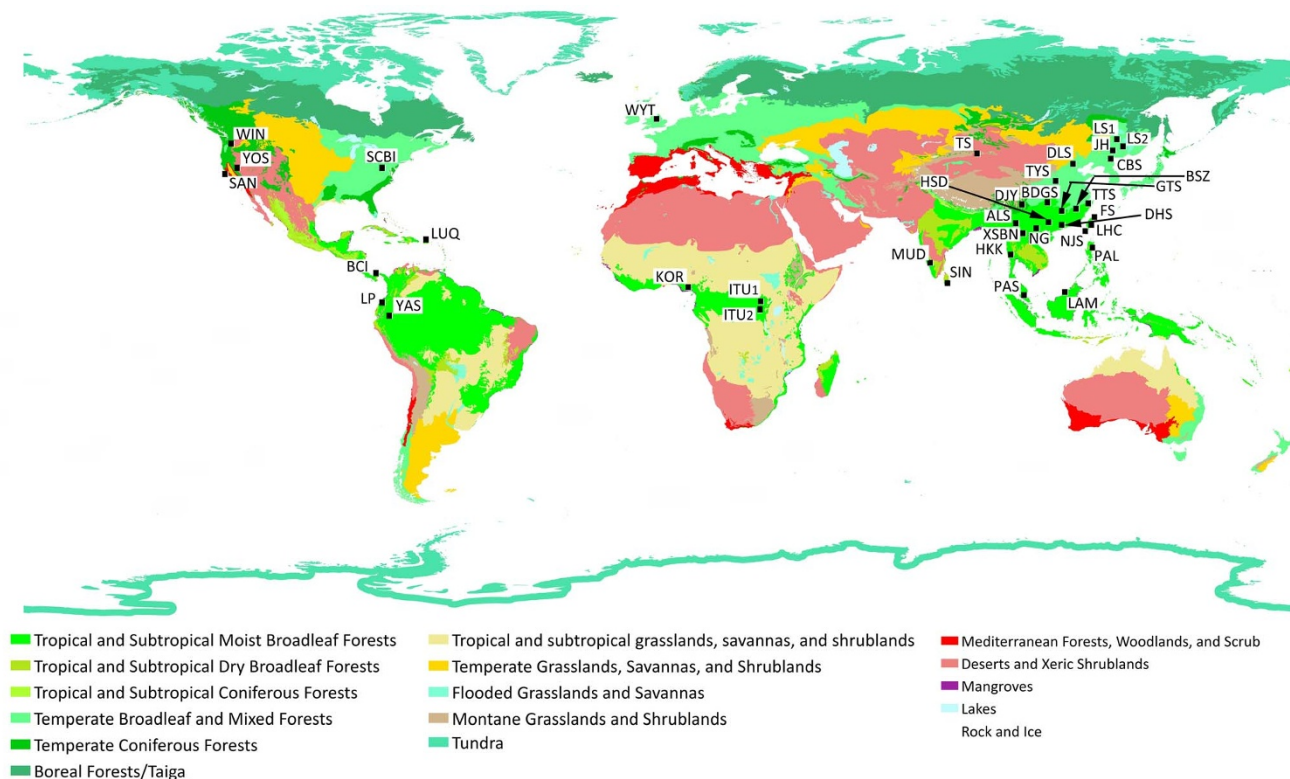 WYT
WIN
YOS
SCBI
SAN
LUQ
BCI
LP
YAS
KOR
ITU1
ITU2
TS
LS1
LS2
JH
DLS
CBS
TYS
BSZ
HSD
BDGS
GTS
DJY
TTS
FS
DHS
ALS
XSBN
NG
NJS
LHC
HKK
PAL
MUD
SIN
PAS
LAM
Tropical and Subtropical Moist Broadleaf Forests
Tropical and Subtropical Dry Broadleaf Forests
Tropical and Subtropical Coniferous Forests
Temperate Broadleaf and Mixed Forests
Temperate Coniferous Forests
Boreal Forests/Taiga
Tropical and subtropical grasslands, savannas, and shrublands
Temperate Grasslands, Savannas, and Shrublands
Flooded Grasslands and Savannas
Montane Grasslands and Shrublands
Tundra
Mediterranean Forests, Woodlands, and Scrub
Deserts and Xeric Shrublands
Mangroves
Lakes
Rock and Ice